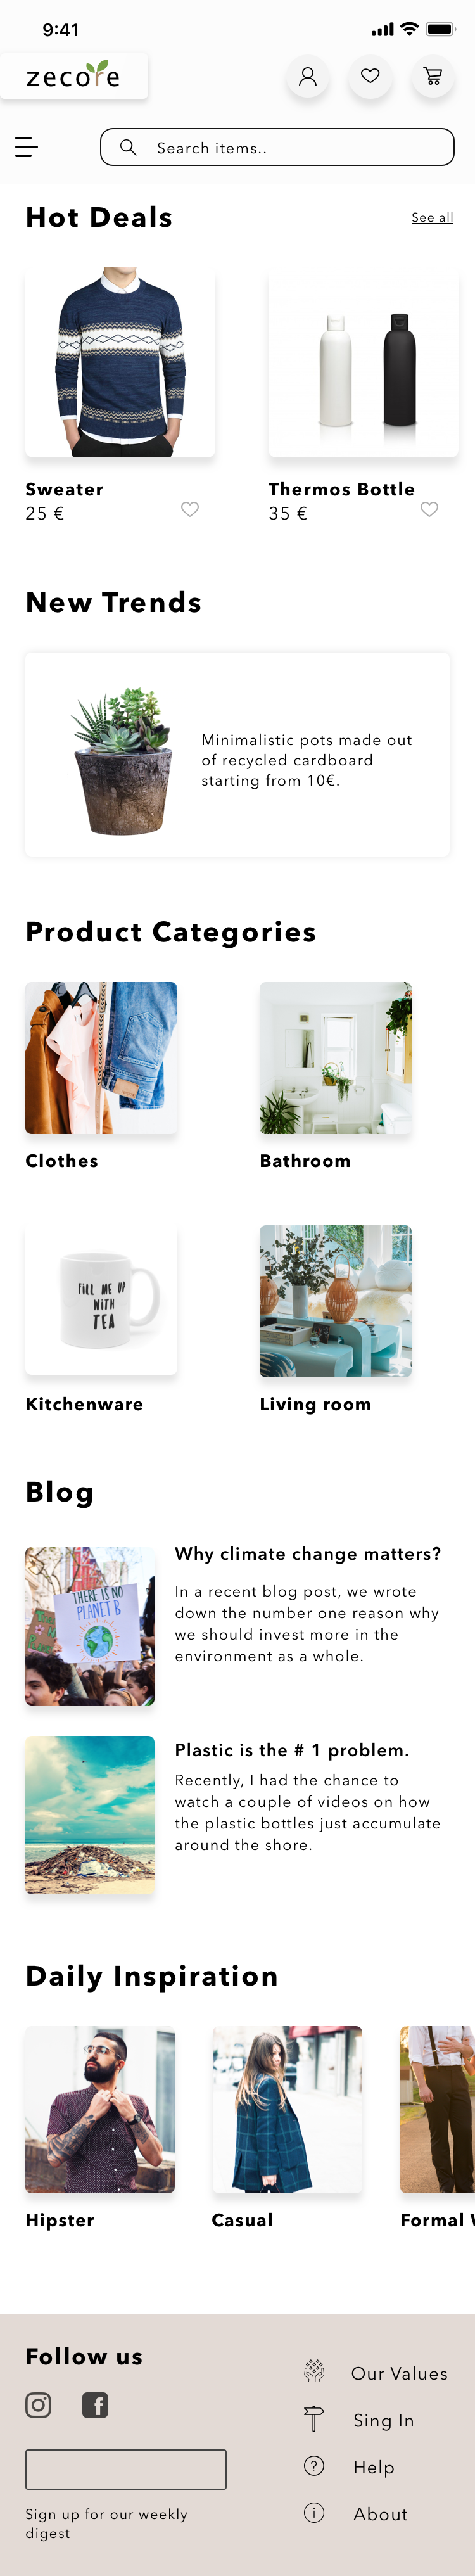 9:41
zecore
Search items..
Hot Deals
See all
Sweater
25 €
Thermos Bottle
35 €
New Trends
Minimalistic pots made out
of recycled cardboard
starting from 10€.
Product Categories
Clothes
Bathroom
FILL ME UP
WITH
TEA
Kitchenware
Living room
Blog
THERE IS NO
PLANET B
Why climate change matters?
In a recent blog post, we wrote
down the number one reason why
we should invest more in the
environment as a whole.
Plastic is the # 1 problem.
Recently, I had the chance to
watch a couple of videos on how
the plastic bottles just accumulate
around the shore.
Daily Inspiration
Hipster
Casual
Formal
Follow us
Our Values
Sing In
Help
About
Sign up for our weekly
digest